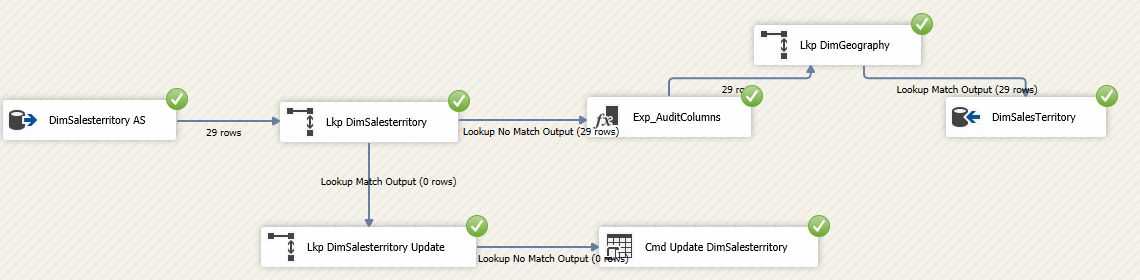 Lkp DimGeography
29 rows
Lookup Match Output (29 rows)
DimSalesterritory AS
29 rows
Lkp DimSalesterritory
Lookup No Match Output (29 rows)
fx
Exp_AuditColumns
DimSalesTerritory
Lookup Match Output (0 rows)
Lkp DimSalesterritory Update
Lookup No Match Output (0 rows)
Cmd Update DimSalesterritory